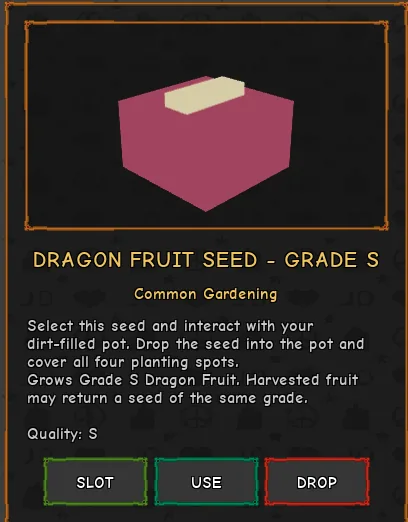 DRAGON FRUIT SEED - GRADE S
Common Gardening
Select this seed and interact with your
dirt-filled pot. Drop the seed into the pot and
cover all four planting spots.
Grows Grade S Dragon Fruit. Harvested fruit
may return a seed of the same grade.
Quality: S
SLOT
USE
DROP